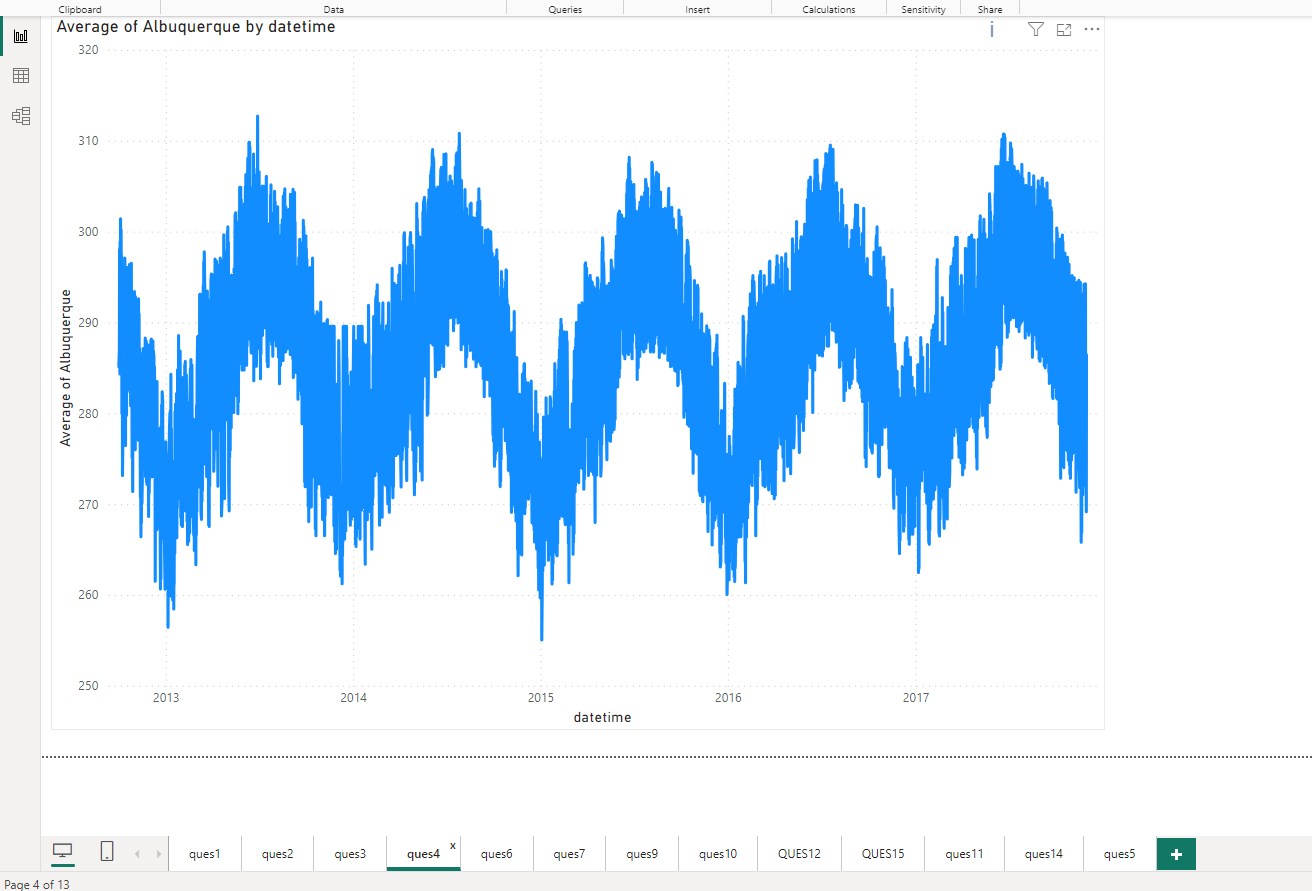 Clipboard Data Queries Insert Calculations Sensitivity Share
Average of Albuquerque by datetime
320
310
300
290
280
270
260
250
Average of Albuquerque
2013 2014 2015 2016 2017
datetime
ques1 ques2 ques3 ques4 x ques6 ques7 ques9 ques10 QUES12 QUES15 ques11 ques14 ques5 +
Page 4 of 13